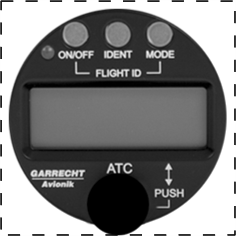 ON/OFF IDENT MODE
FLIGHT ID
GARRECHT
Avionik
ATC
PUSH